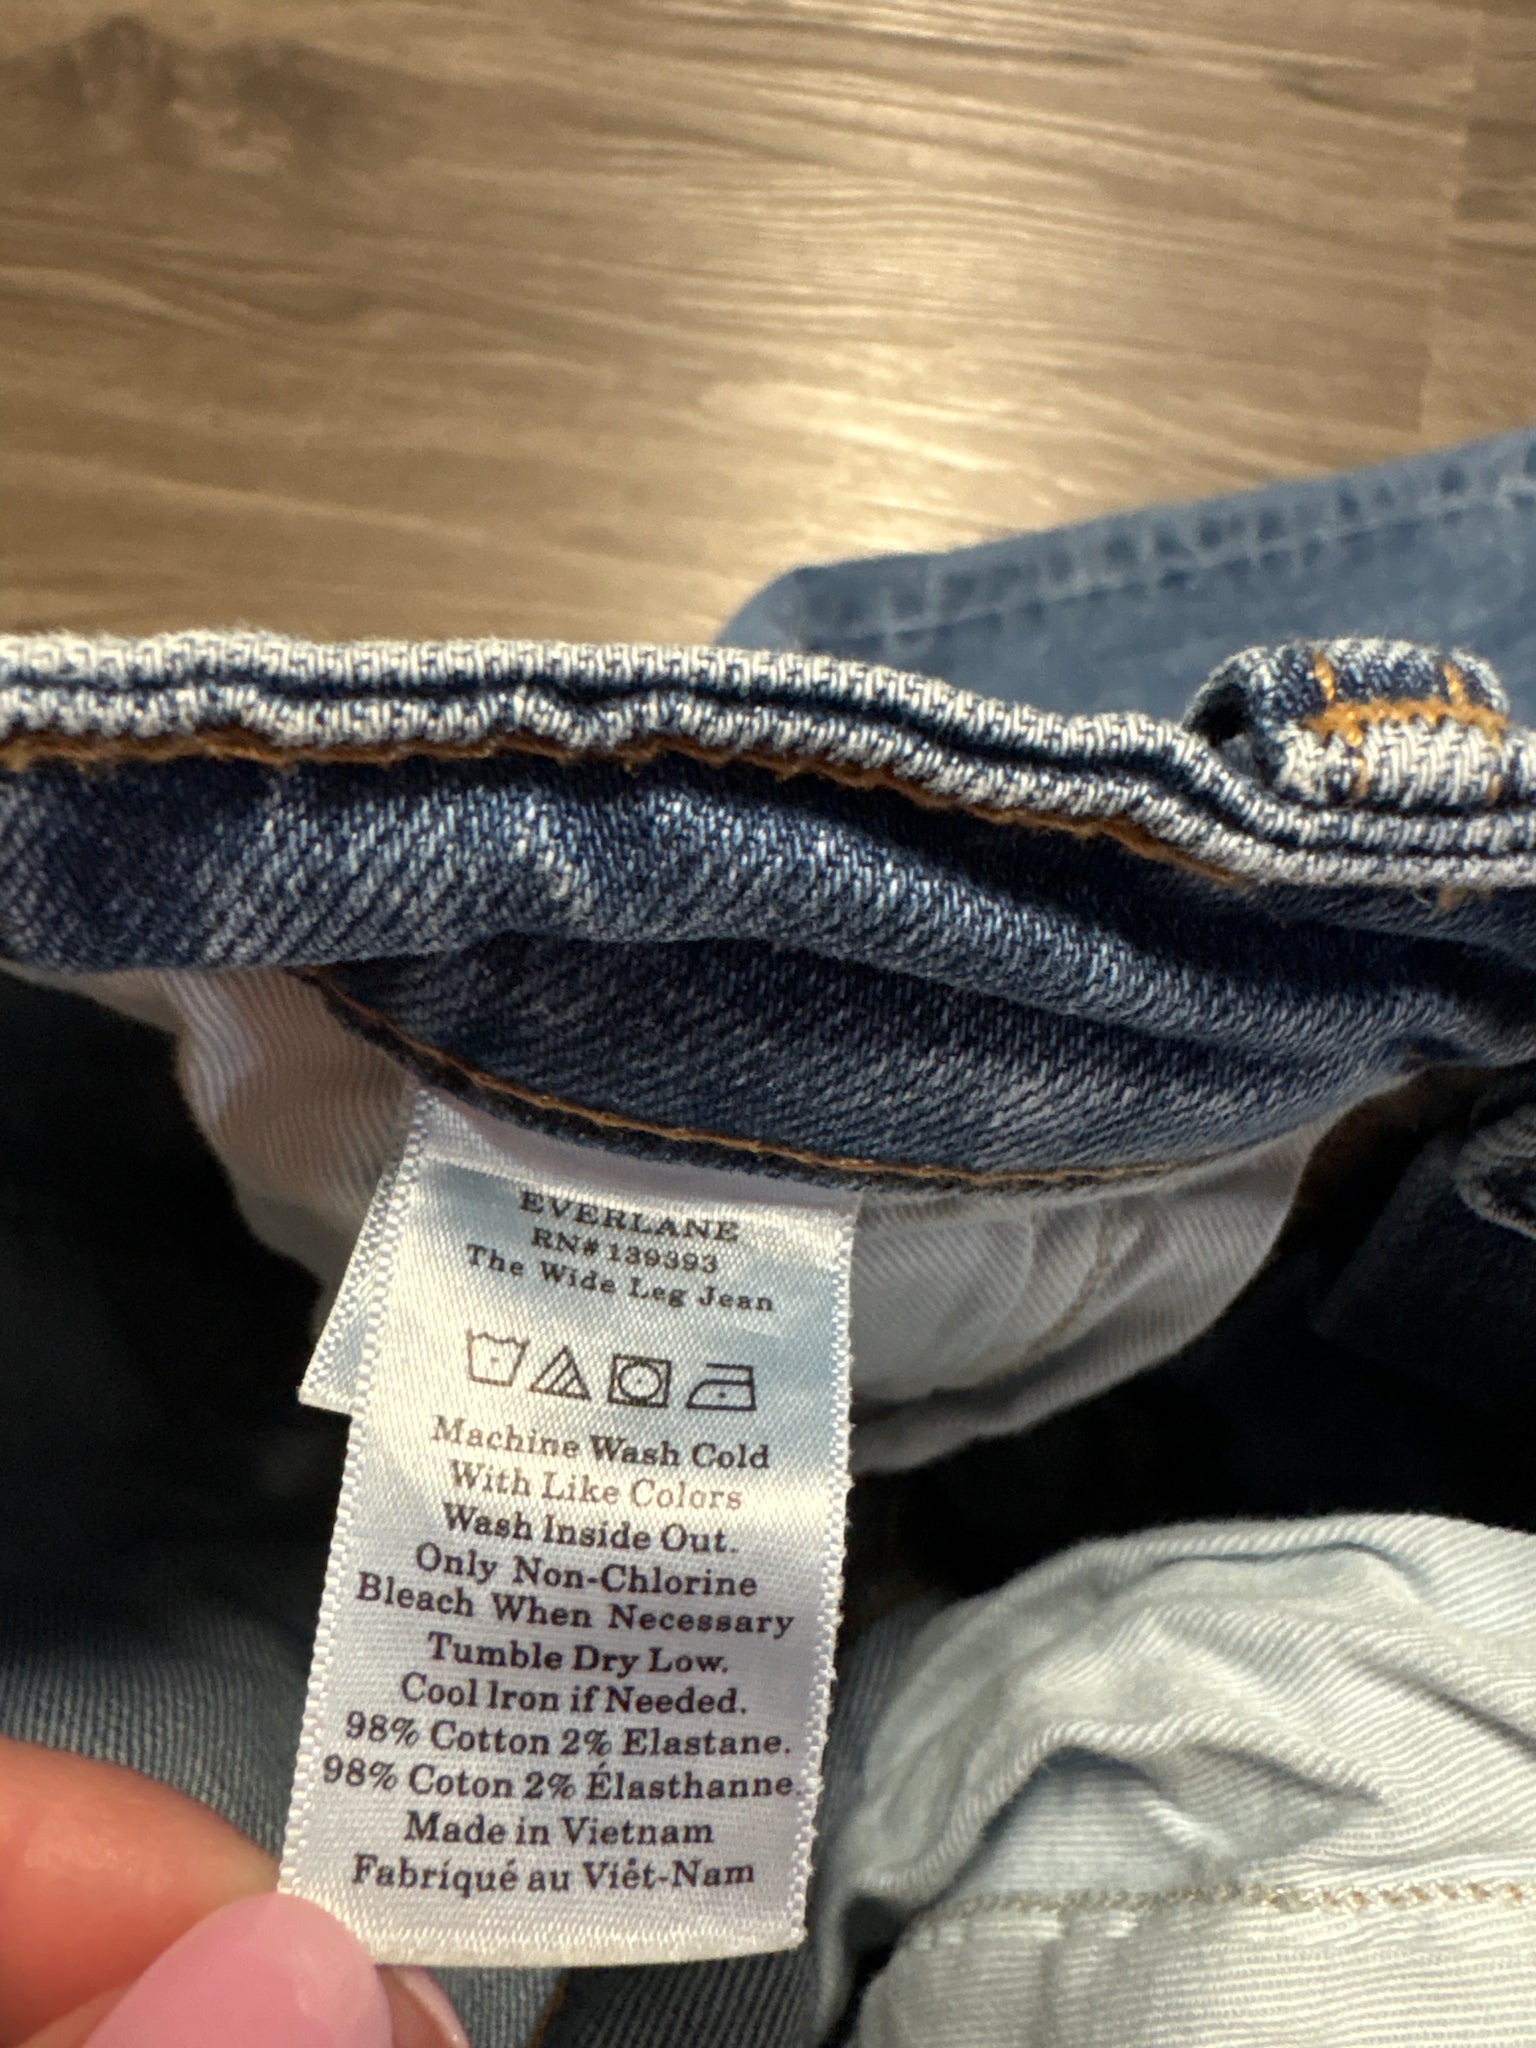 EVERLANE
RN# 139393
The Wide Leg Jean
Machine Wash Cold
With Like Colors
Wash Inside Out.
Only Non-Chlorine
Bleach When Necessary
Tumble Dry Low.
Cool Iron if Needed.
98% Cotton 2% Elastane.
98% Coton 2% Élasthanne.
Made in Vietnam
Fabriqué au Viêt-Nam